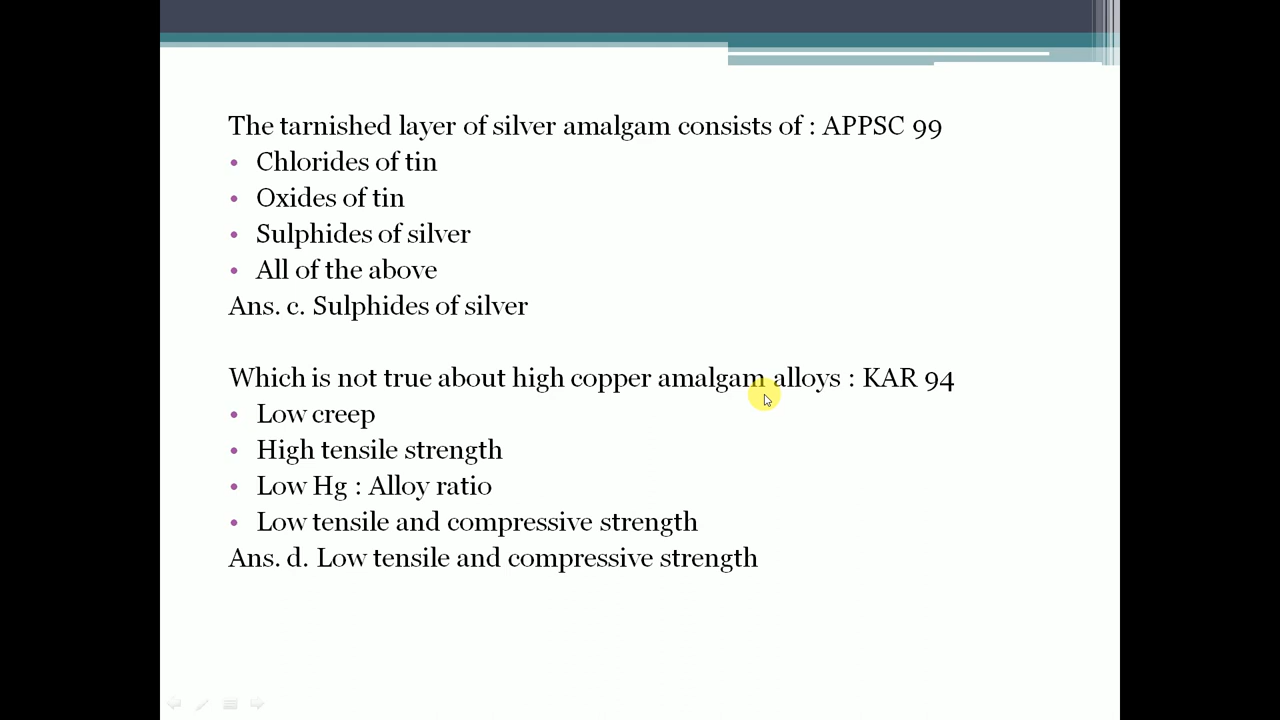 The tarnished layer of silver amalgam consists of : APPSC 99
• Chlorides of tin
• Oxides of tin
• Sulphides of silver
• All of the above
Ans. c. Sulphides of silver
Which is not true about high copper amalgam alloys : KAR 94
• Low creep
• High tensile strength
• Low Hg : Alloy ratio
• Low tensile and compressive strength
Ans. d. Low tensile and compressive strength